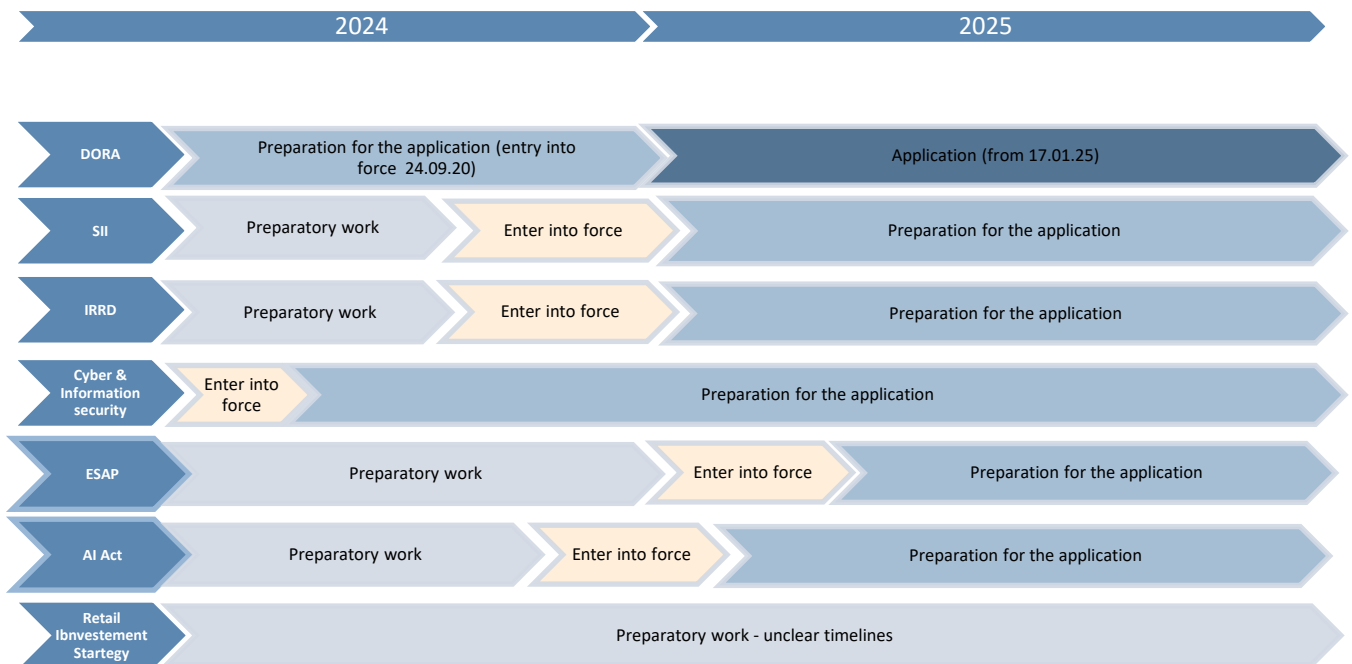 2024
2025
DORA
Preparation for the application (entry into
force 24.09.20)
Application (from 17.01.25)
SII
Preparatory work
Enter into force
Preparation for the application
IRRD
Preparatory work
Enter into force
Preparation for the application
Cyber &
Information
security
Enter into
force
Preparation for the application
ESAP
Preparatory work
Enter into force
Preparation for the application
AI Act
Preparatory work
Enter into force
Preparation for the application
Retail
Ibnvestement
Startegy
Preparatory work - unclear timelines